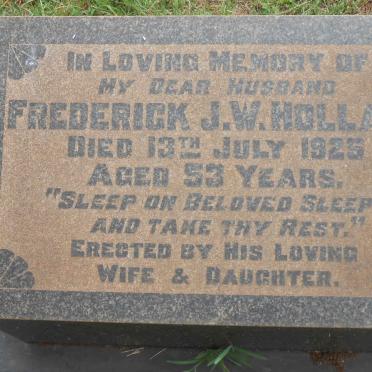 In Loving Memory of
My Dear Husband
Frederick J.W. Holla
Died 13th July 1925
Aged 53 Years.
"Sleep on Beloved Sleep
and take thy Rest."
Erected by His Loving
Wife & Daughter.